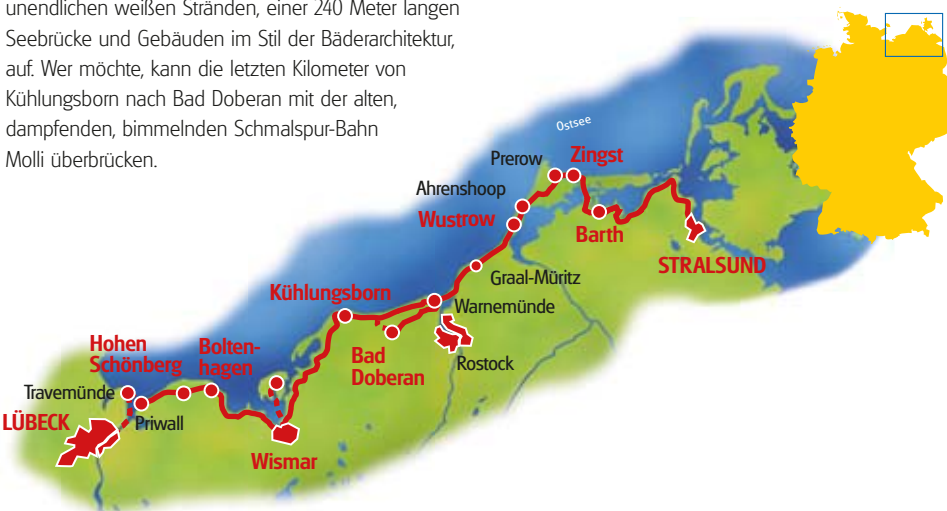 unendlichen weißen Stränden, einer 240 Meter langen
Seebrücke und Gebäuden im Stil der Bäderarchitektur,
auf. Wer möchte, kann die letzten Kilometer von
Kühlungsborn nach Bad Doberan mit der alten,
dampfenden, bimmelnden Schmalspur-Bahn
Molli überbrücken.
Ostsee
Prerow
Zingst
Ahrenshoop
Wustrow
Barth
STRALSUND
Graal-Müritz
Kühlungsborn
Warnemünde
Hohen
Schönberg
Bolten-
hagen
Bad
Doberan
Rostock
Travemünde
LÜBECK
Priwall
Wismar